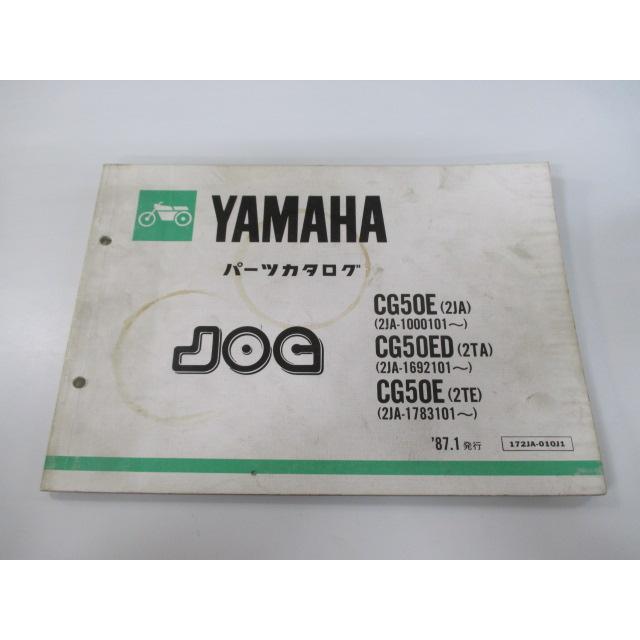 YAMAHA
パーツカタログ
JOG
CG50E (2JA)
(2JA-1000101～)
CG50ED (2TA)
(2JA-1692101～)
CG50E (2TE)
(2JA-1783101～)
'87.1 発行
172JA-010J1